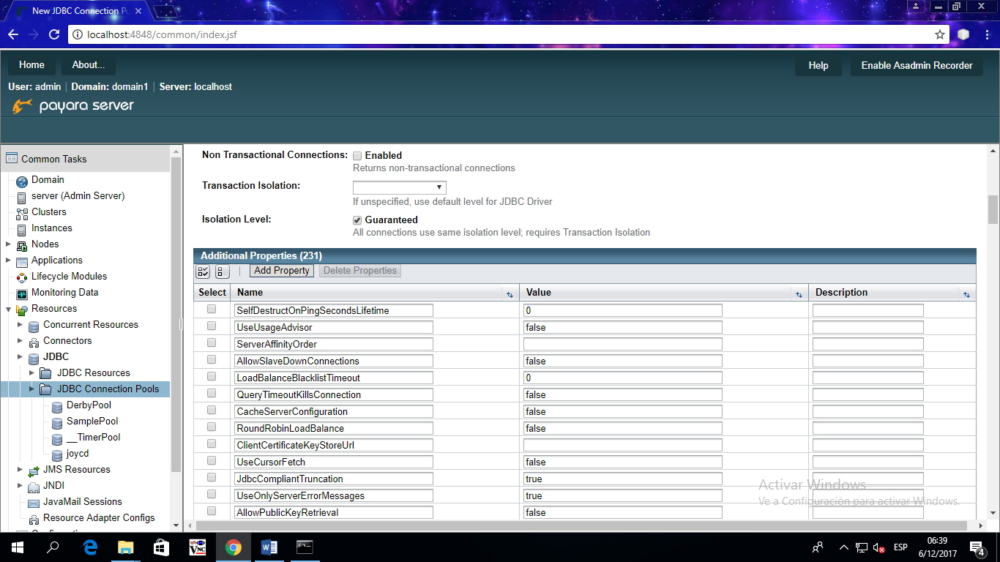 New JDBC Connection P
localhost:4848/common/index.jsf
Home
About...
Help
Enable Asadmin Recorder
User: admin | Domain: domain1 | Server: localhost
payara server
Common Tasks
Domain
server (Admin Server)
Clusters
Instances
Nodes
Applications
Lifecycle Modules
Monitoring Data
Resources
Concurrent Resources
Connectors
JDBC
JDBC Resources
JDBC Connection Pools
DerbyPool
SamplePool
__TimerPool
joycd
JMS Resources
JNDI
JavaMail Sessions
Resource Adapter Configs
Non Transactional Connections: Enabled
Returns non-transactional connections
Transaction Isolation:
If unspecified, use default level for JDBC Driver
Isolation Level: Guaranteed
All connections use same isolation level; requires Transaction Isolation
Additional Properties (231)
Add Property Delete Properties
Select Name Value Description
SelfDestructOnPingSecondsLifetime 0
UseUsageAdvisor false
ServerAffinityOrder
AllowSlaveDownConnections false
LoadBalanceBlacklistTimeout 0
QueryTimeoutKillsConnection false
CacheServerConfiguration false
RoundRobinLoadBalance false
ClientCertificateKeyStoreUrl
UseCursorFetch false
JdbcCompliantTruncation true
UseOnlyServerErrorMessages true
AllowPublicKeyRetrieval false
Activar Windows
Ve a Configuración para activar Windows.
VNC
ESP
06:39
6/12/2017
4